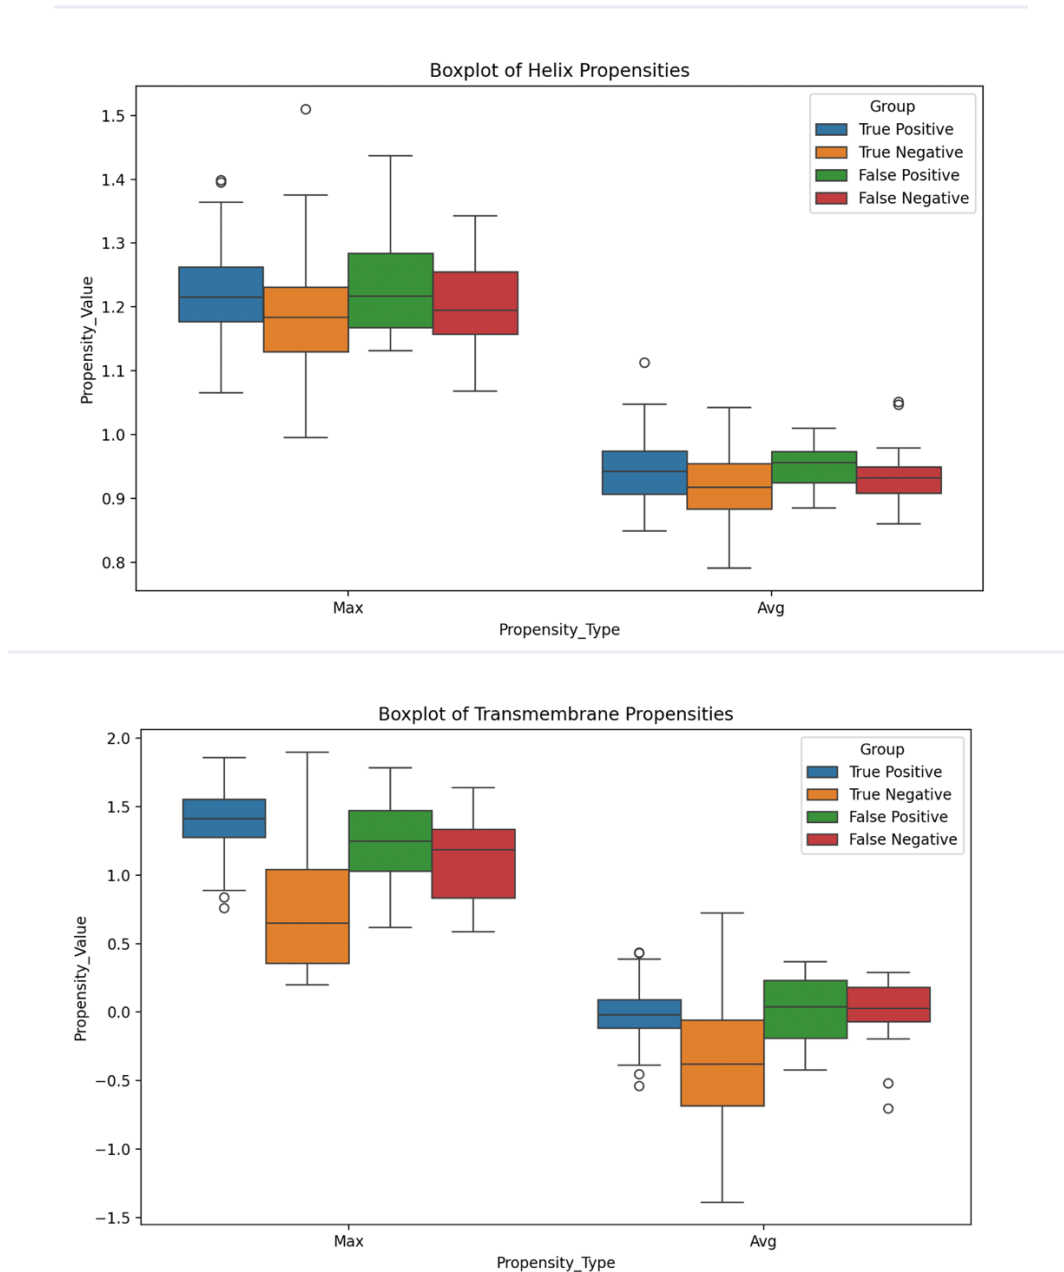 Boxplot of Helix Propensities
Group
True Positive
True Negative
False Positive
False Negative
1.5
1.4
1.3
1.2
1.1
1.0
0.9
0.8
Propensity_Value
Max
Avg
Propensity_Type
Boxplot of Transmembrane Propensities
Group
True Positive
True Negative
False Positive
False Negative
2.0
1.5
1.0
0.5
0.0
−0.5
−1.0
−1.5
Propensity_Value
Max
Avg
Propensity_Type